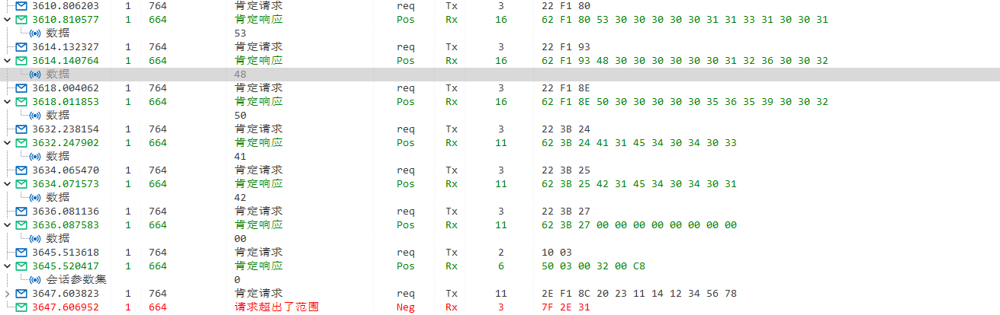 3610.806203 1 764 肯定请求 req Tx 3 22 F1 80
3610.810577 1 664 肯定响应 Pos Rx 16 62 F1 80 53 30 30 30 30 30 31 31 33 31 30 30 31
数据 53
3614.132327 1 764 肯定请求 req Tx 3 22 F1 93
3614.140764 1 664 肯定响应 Pos Rx 16 62 F1 93 48 30 30 30 30 30 30 31 32 36 30 30 32
数据 48
3618.004062 1 764 肯定请求 req Tx 3 22 F1 8E
3618.011853 1 664 肯定响应 Pos Rx 16 62 F1 8E 50 30 30 30 30 30 35 36 35 39 30 30 32
数据 50
3632.238154 1 764 肯定请求 req Tx 3 22 3B 24
3632.247902 1 664 肯定响应 Pos Rx 11 62 3B 24 41 31 45 34 30 34 30 33
数据 41
3634.065470 1 764 肯定请求 req Tx 3 22 3B 25
3634.071573 1 664 肯定响应 Pos Rx 11 62 3B 25 42 31 45 34 30 34 30 31
数据 42
3636.081136 1 764 肯定请求 req Tx 3 22 3B 27
3636.087583 1 664 肯定响应 Pos Rx 11 62 3B 27 00 00 00 00 00 00 00 00
数据 00
3645.513618 1 764 肯定请求 req Tx 2 10 03
3645.520417 1 664 肯定响应 Pos Rx 6 50 03 00 32 00 C8
会话参数集 0
3647.603823 1 764 肯定请求 req Tx 11 2E F1 8C 20 23 11 14 12 34 56 78
3647.606952 1 664 请求超出了范围 Neg Rx 3 7F 2E 31